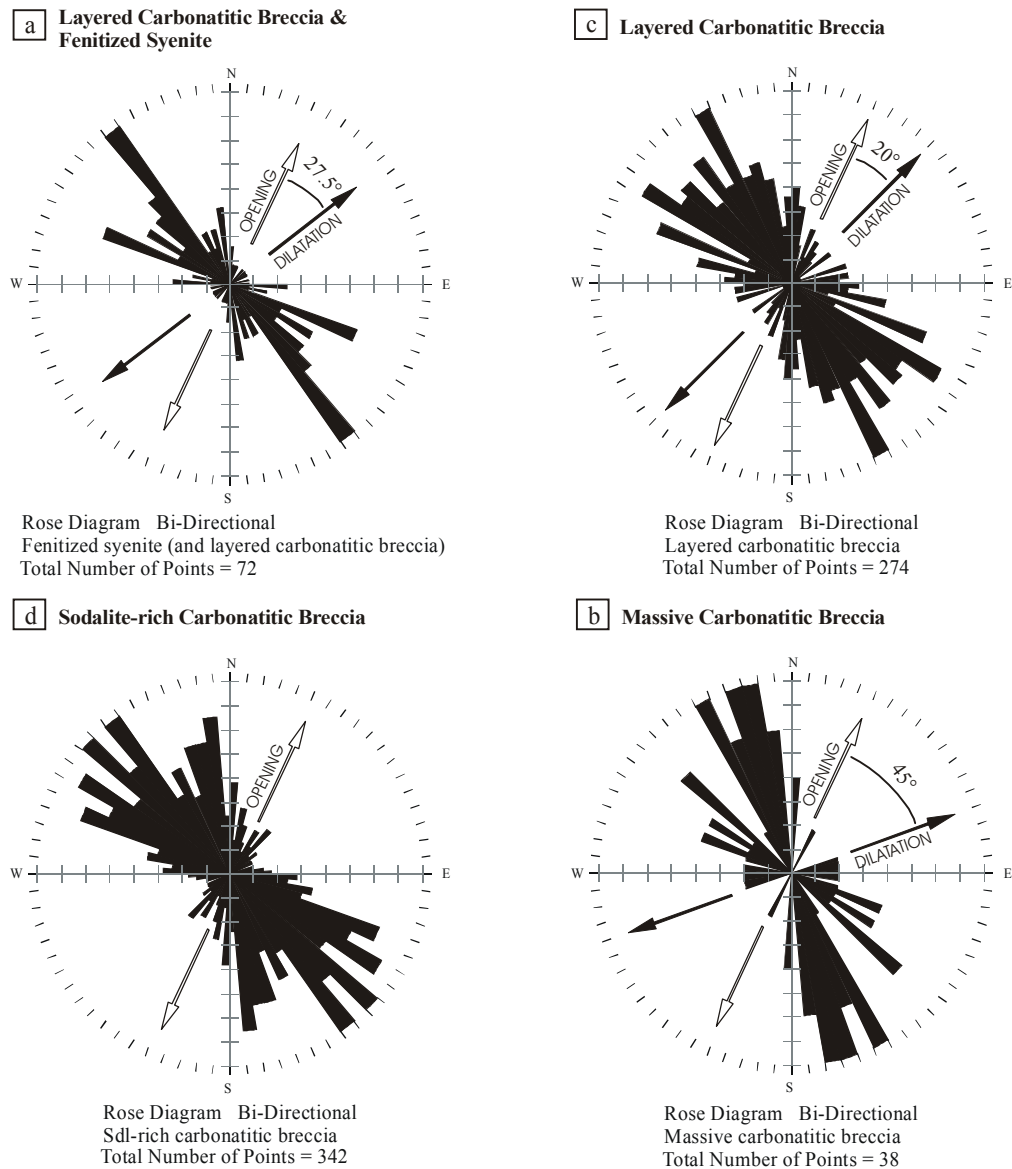 a Layered Carbonatitic Breccia &
Fenitized Syenite
N
W
E
S
OPENING
27.5°
DILATATION
Rose Diagram Bi-Directional
Fenitized syenite (and layered carbonatitic breccia)
Total Number of Points = 72
c Layered Carbonatitic Breccia
N
W
E
S
OPENING
20°
DILATATION
Rose Diagram Bi-Directional
Layered carbonatitic breccia
Total Number of Points = 274
d Sodalite-rich Carbonatitic Breccia
N
W
E
S
OPENING
Rose Diagram Bi-Directional
Sdl-rich carbonatitic breccia
Total Number of Points = 342
b Massive Carbonatitic Breccia
N
W
E
S
OPENING
45°
DILATATION
Rose Diagram Bi-Directional
Massive carbonatitic breccia
Total Number of Points = 38